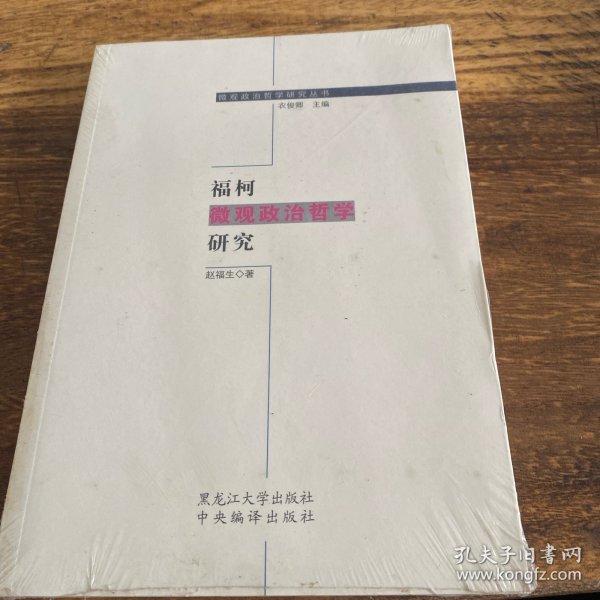 微观政治哲学研究丛书
衣俊卿 主编
福柯
微观政治哲学
研究
赵福生◇著
黑龙江大学出版社
中央编译出版社
孔夫子旧书网
www.kongfz.com